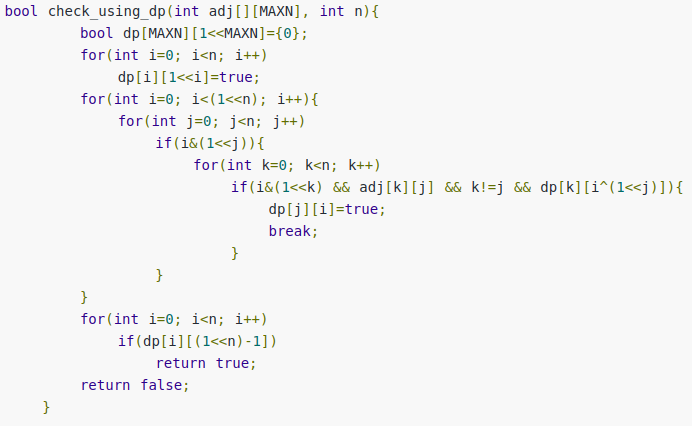 bool check_using_dp(int adj[][MAXN], int n){
        bool dp[MAXN][1<<MAXN]={0};
        for(int i=0; i<n; i++)
            dp[i][1<<i]=true;
        for(int i=0; i<(1<<n); i++){
            for(int j=0; j<n; j++)
                if(i&(1<<j)){
                    for(int k=0; k<n; k++)
                        if(i&(1<<k) && adj[k][j] && k!=j && dp[k][i^(1<<j)]){
                            dp[j][i]=true;
                            break;
                        }
                }
        }
        for(int i=0; i<n; i++)
            if(dp[i][(1<<n)-1])
                return true;
        return false;
    }